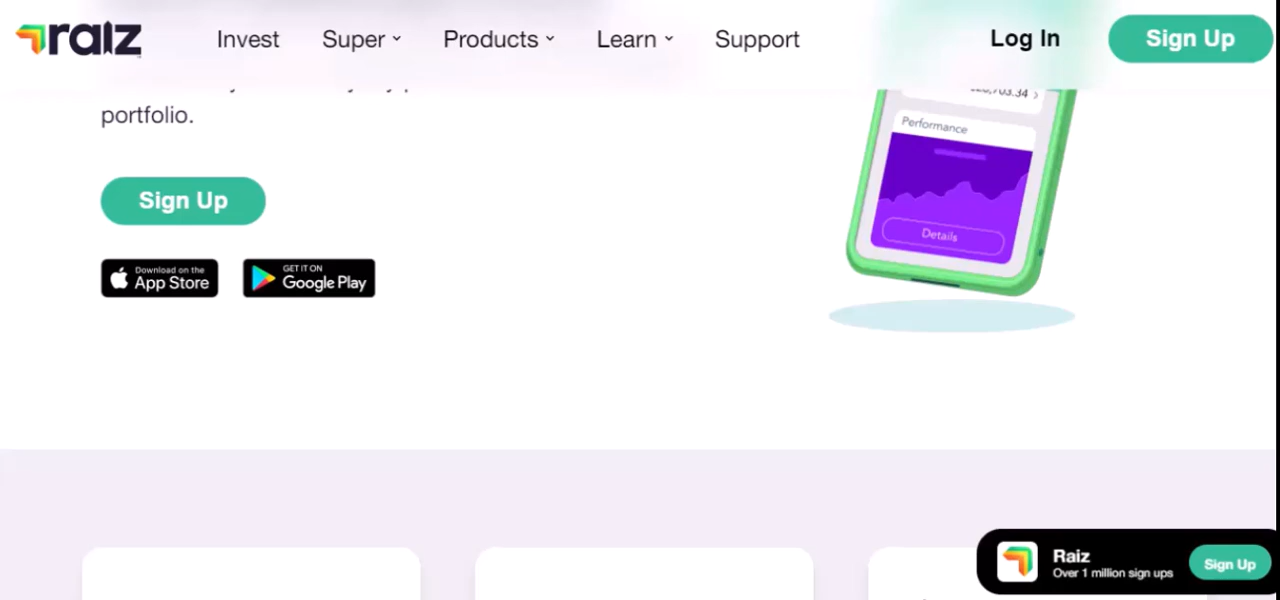 raiz
Invest
Super
Products
Learn
Support
Log In
Sign Up
portfolio.
Sign Up
Download on the
App Store
GET IT ON
Google Play
Performance
Details
Raiz
Over 1 million sign ups
Sign Up